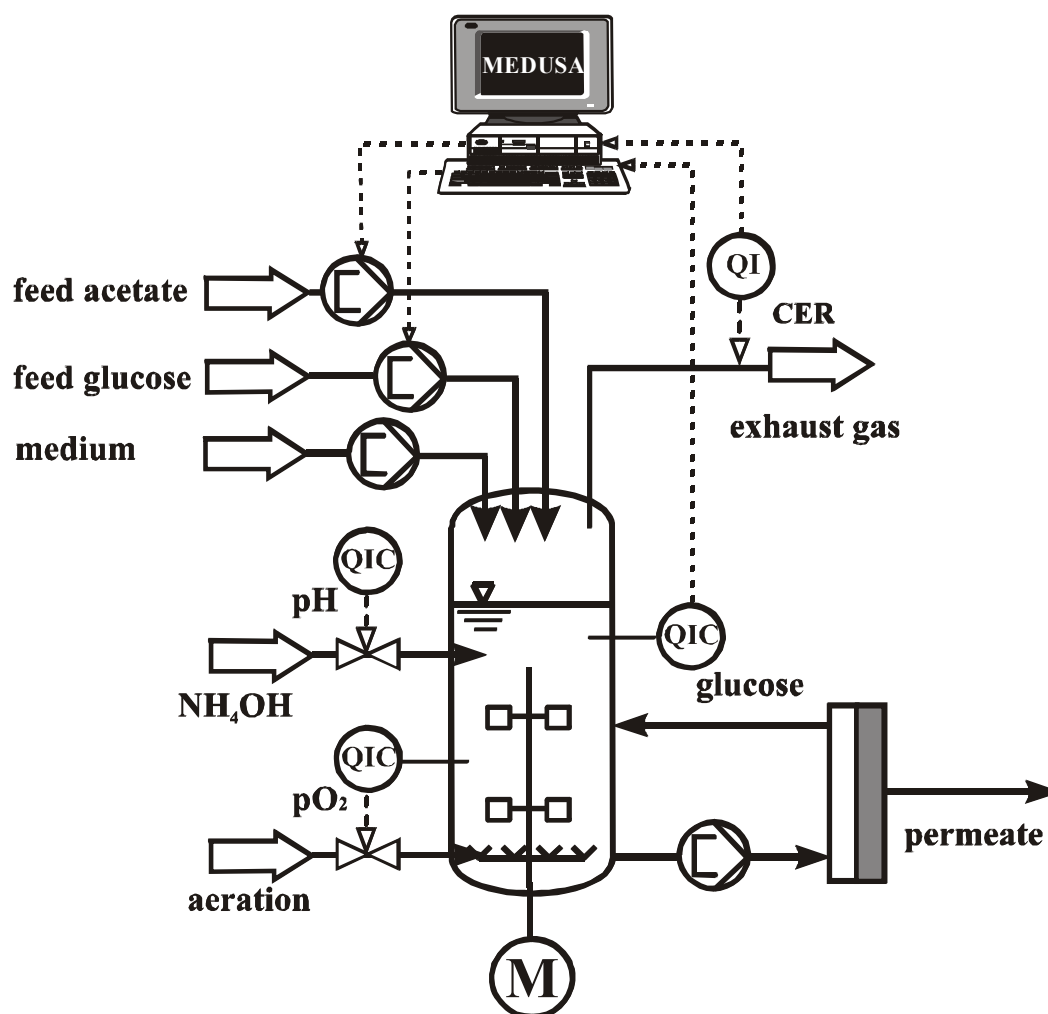 MEDUSA
QI
feed acetate
CER
feed glucose
exhaust gas
medium
QIC
pH
QIC
glucose
NH₄OH
QIC
pO₂
permeate
aeration
M